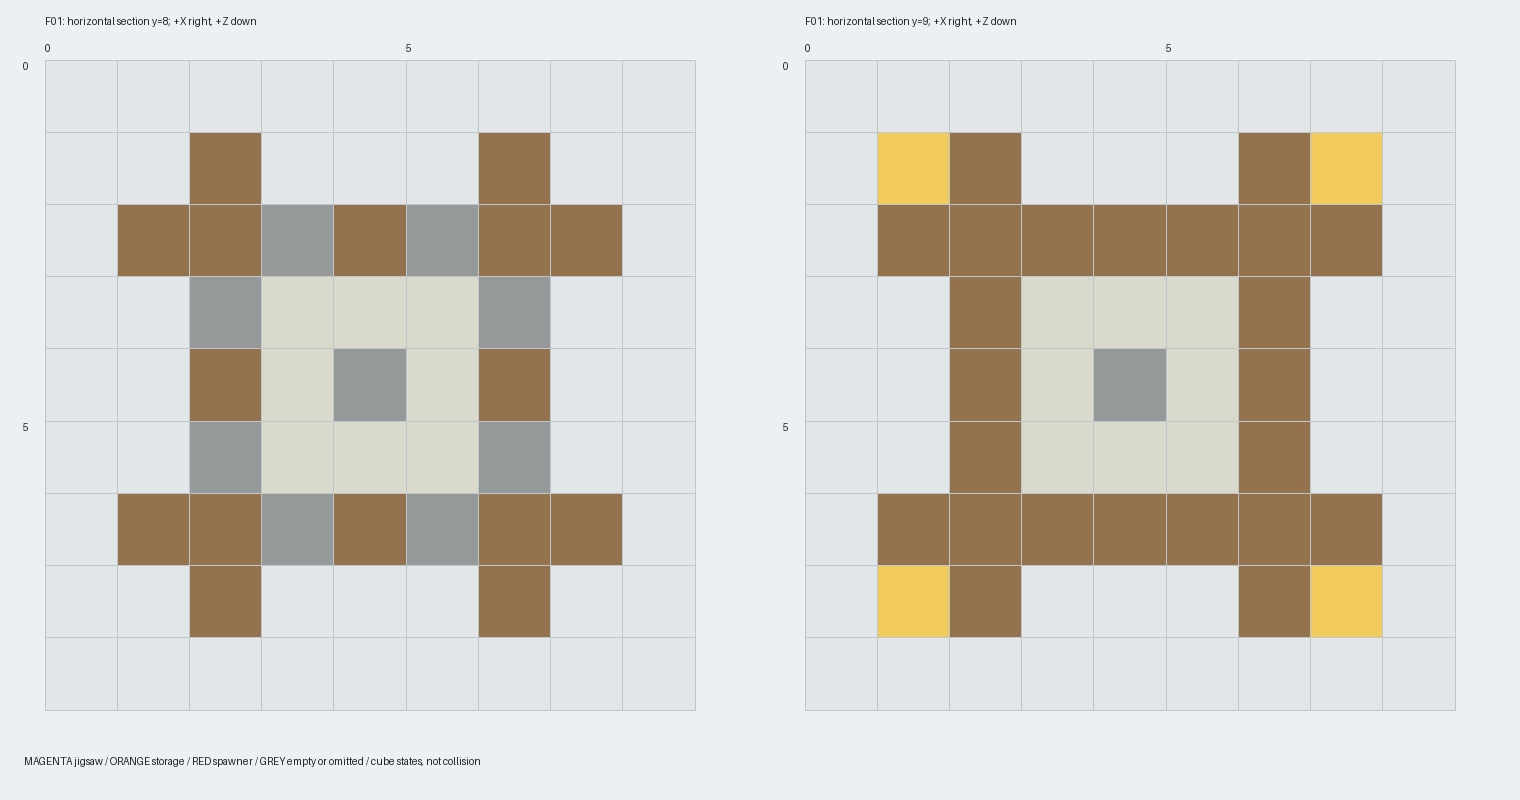 F01: horizontal section y=8; +X right, +Z down
F01: horizontal section y=9; +X right, +Z down
0 5
0 5
0
0
5
5
MAGENTA jigsaw / ORANGE storage / RED spawner / GREY empty or omitted / cube states, not collision